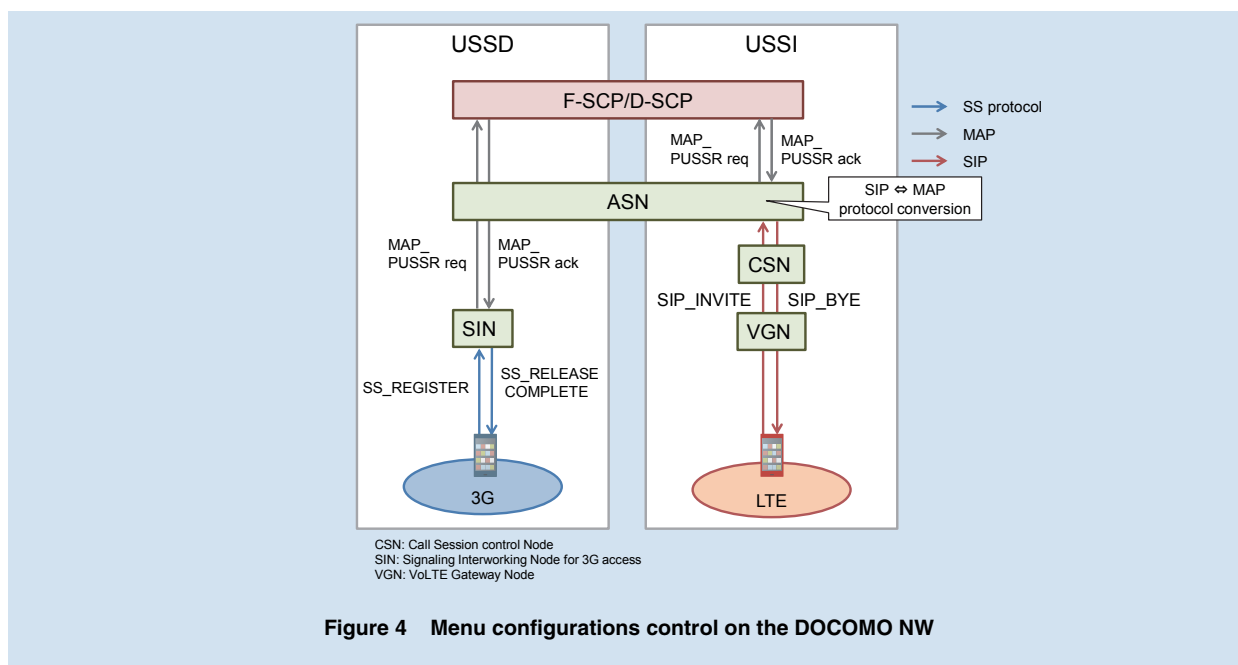 USSD
USSI
F-SCP/D-SCP
SS protocol
MAP
SIP
MAP_
PUSSR req
MAP_
PUSSR ack
ASN
SIP ⇔ MAP
protocol conversion
MAP_
PUSSR req
MAP_
PUSSR ack
CSN
SIP_INVITE
SIP_BYE
SIN
VGN
SS_REGISTER
SS_RELEASE
COMPLETE
3G
LTE
CSN: Call Session control Node
SIN: Signaling Interworking Node for 3G access
VGN: VoLTE Gateway Node
Figure 4 Menu configurations control on the DOCOMO NW